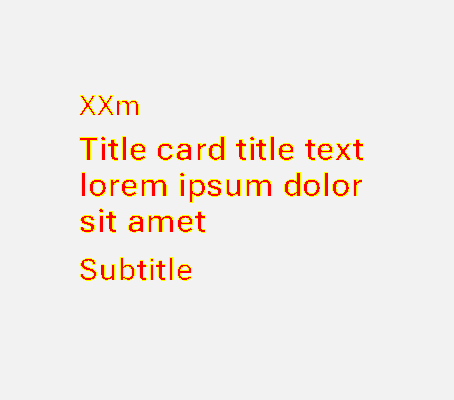 XXm
Title card title text
lorem ipsum dolor
sit amet
Subtitle